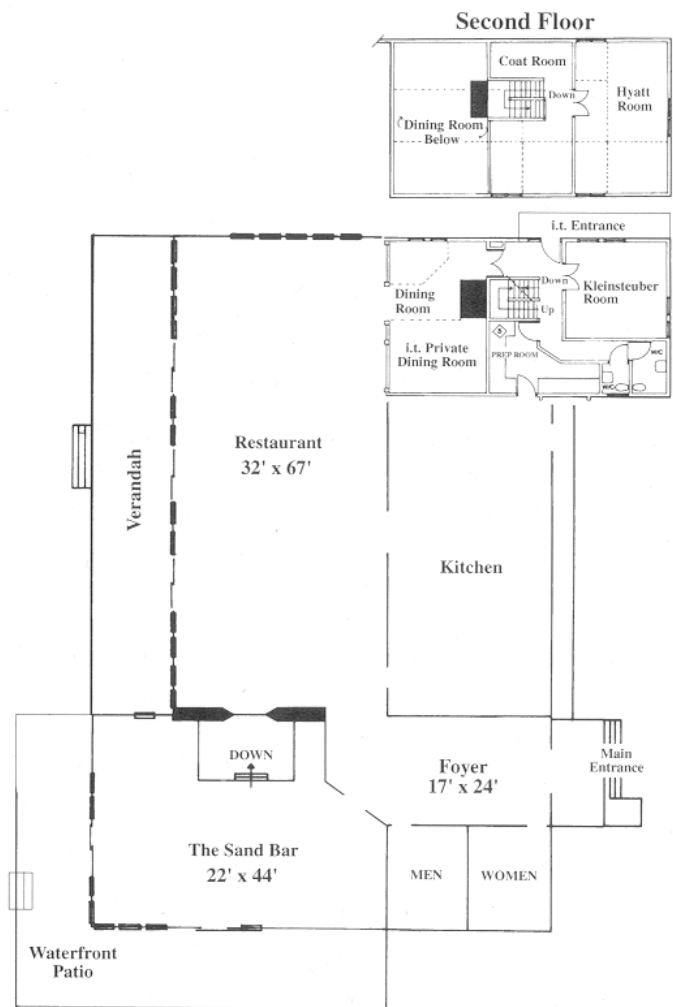 Second Floor
Coat Room
Down
Hyatt
Room
Dining Room
Below
i.t. Entrance
Down
Kleinsteuber
Room
Dining
Room
Up
i.t. Private
Dining Room
PREP ROOM
W/C
W/C
Restaurant
32' x 67'
Verandah
Kitchen
DOWN
Foyer
17' x 24'
Main
Entrance
The Sand Bar
22' x 44'
MEN
WOMEN
Waterfront
Patio